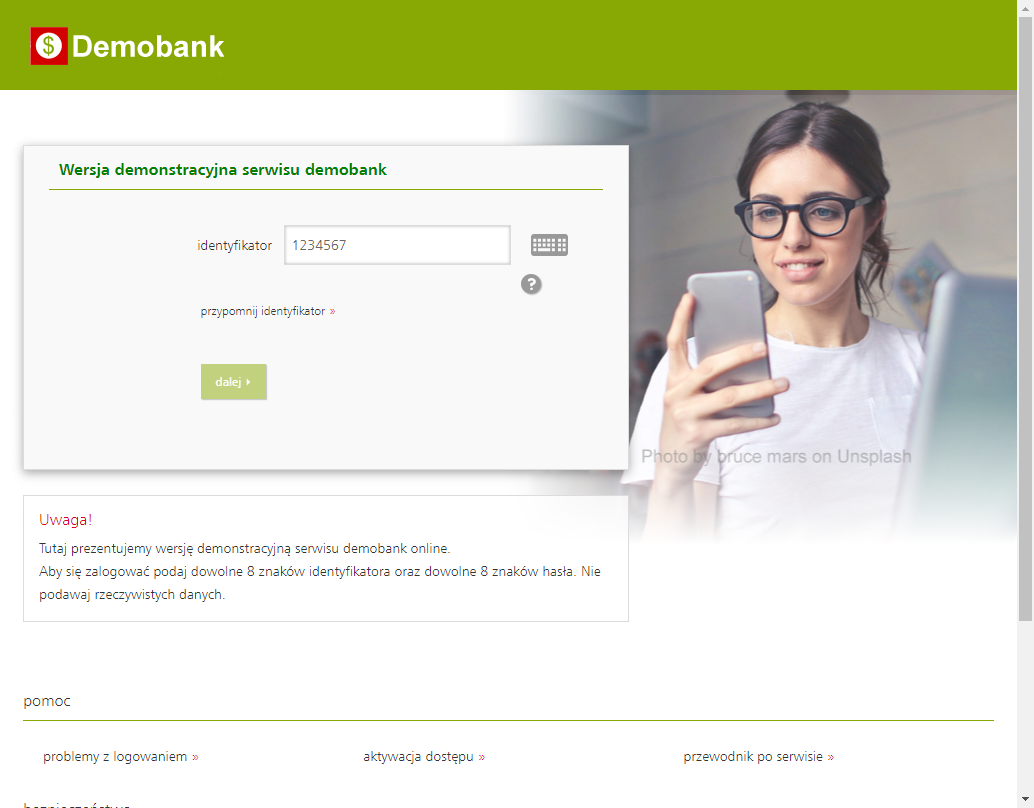 $ Demobank
Wersja demonstracyjna serwisu demobank
identyfikator 1234567
?
przypomnij identyfikator »
dalej
Photo by bruce mars on Unsplash
Uwaga!
Tutaj prezentujemy wersję demonstracyjną serwisu demobank online.
Aby się zalogować podaj dowolne 8 znaków identyfikatora oraz dowolne 8 znaków hasła. Nie
podawaj rzeczywistych danych.
pomoc
problemy z logowaniem » aktywacja dostępu » przewodnik po serwisie »